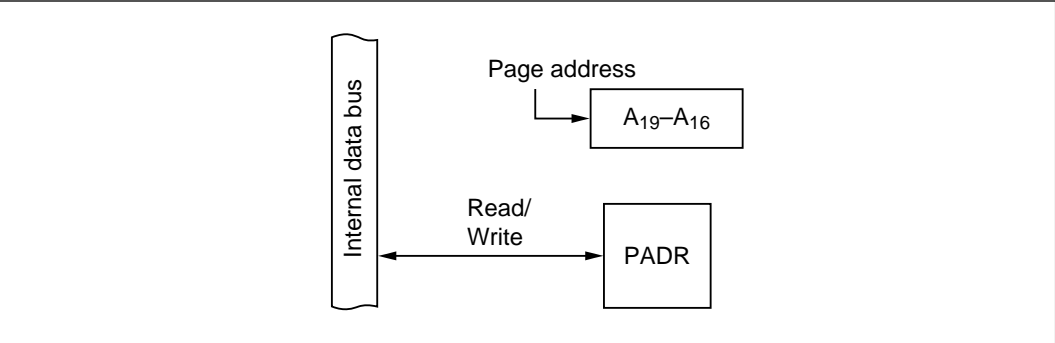 Page address
A19–A16
Internal data bus
Read/
Write
PADR